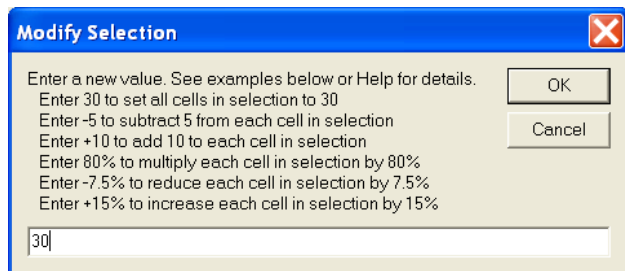 Modify Selection
Enter a new value. See examples below or Help for details.
Enter 30 to set all cells in selection to 30
Enter -5 to subtract 5 from each cell in selection
Enter +10 to add 10 to each cell in selection
Enter 80% to multiply each cell in selection by 80%
Enter -7.5% to reduce each cell in selection by 7.5%
Enter +15% to increase each cell in selection by 15%
OK
Cancel
30